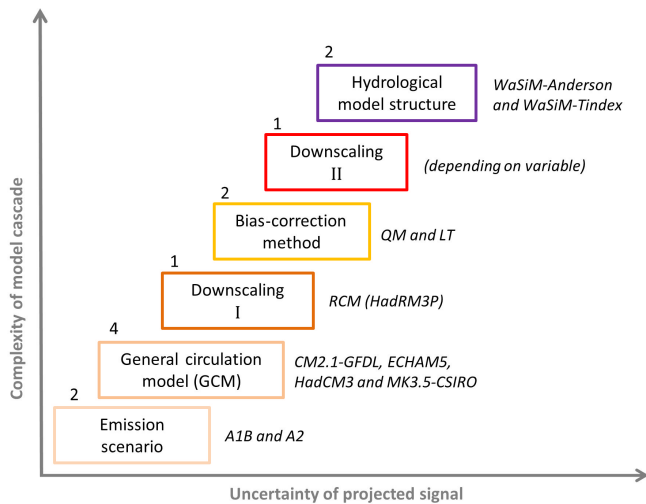 2
Hydrological
model structure
WaSiM-Anderson
and WaSiM-Tindex
1
Downscaling
II
(depending on variable)
2
Bias-correction
method
QM and LT
1
Downscaling
I
RCM (HadRM3P)
4
General circulation
model (GCM)
CM2.1-GFDL, ECHAM5,
HadCM3 and MK3.5-CSIRO
2
Emission
scenario
A1B and A2
Complexity of model cascade
Uncertainty of projected signal